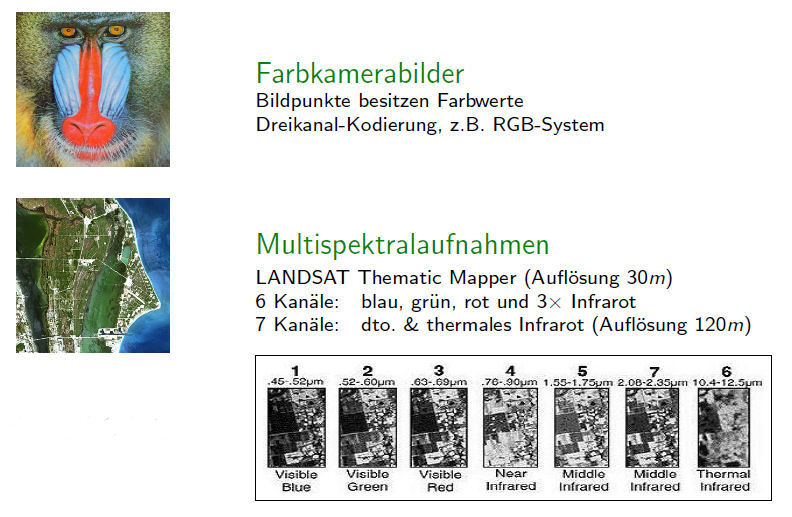 Farbkamerabilder
Bildpunkte besitzen Farbwerte
Dreikanal-Kodierung, z.B. RGB-System
Multispektralaufnahmen
LANDSAT Thematic Mapper (Auflösung 30m)
6 Kanäle: blau, grün, rot und 3× Infrarot
7 Kanäle: dto. & thermales Infrarot (Auflösung 120m)
1 2 3 4 5 7 6
.45-.52µm .52-.60µm .63-.69µm .76-.90µm 1.55-1.75µm 2.08-2.35µm 10.4-12.5µm
Visible Visible Visible Near Middle Middle Thermal
Blue Green Red Infrared Infrared Infrared Infrared